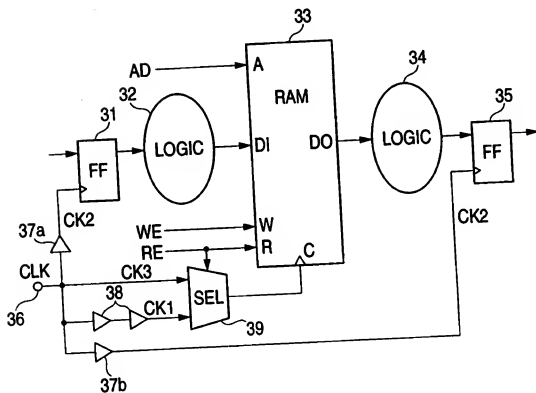 33
AD
A
34
32
RAM
35
31
FF
LOGIC
DI
DO
LOGIC
FF
CK2
37a
WE
W
RE
R
CK2
CLK
CK3
C
36
38
CK1
SEL
39
37b